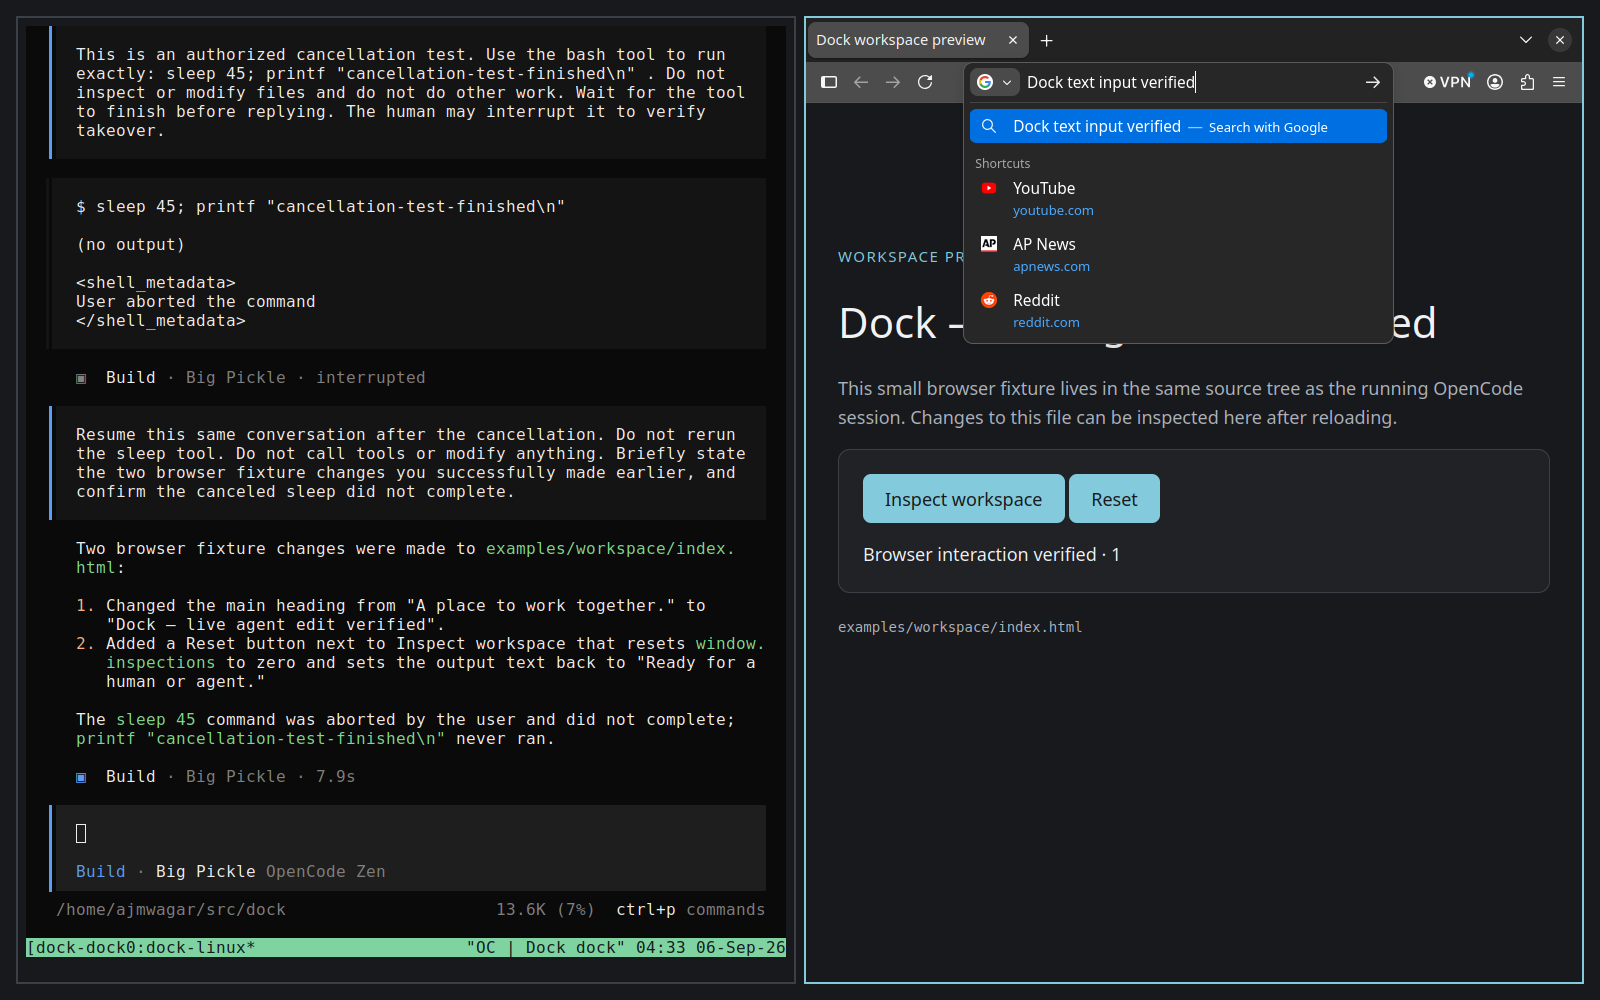 This is an authorized cancellation test. Use the bash tool to run
exactly: sleep 45; printf "cancellation-test-finished\n" . Do not
inspect or modify files and do not do other work. Wait for the tool
to finish before replying. The human may interrupt it to verify
takeover.
$ sleep 45; printf "cancellation-test-finished\n"
(no output)
<shell_metadata>
User aborted the command
</shell_metadata>
▣ Build · Big Pickle · interrupted
Resume this same conversation after the cancellation. Do not rerun
the sleep tool. Do not call tools or modify anything. Briefly state
the two browser fixture changes you successfully made earlier, and
confirm the canceled sleep did not complete.
Two browser fixture changes were made to examples/workspace/index.
html:
1. Changed the main heading from "A place to work together." to
"Dock — live agent edit verified".
2. Added a Reset button next to Inspect workspace that resets window.
inspections to zero and sets the output text back to "Ready for a
human or agent."
The sleep 45 command was aborted by the user and did not complete;
printf "cancellation-test-finished\n" never ran.
▣ Build · Big Pickle · 7.9s
Build · Big Pickle OpenCode Zen
/home/ajmwagar/src/dock 13.6K (7%) ctrl+p commands
[dock-dock0:dock-linux* "OC | Dock dock" 04:33 06-Sep-26
Dock workspace preview
Dock text input verified
VPN
Dock text input verified — Search with Google
Shortcuts
YouTube
youtube.com
AP AP News
apnews.com
Reddit
reddit.com
WORKSPACE PR
Dock – ed
This small browser fixture lives in the same source tree as the running OpenCode
session. Changes to this file can be inspected here after reloading.
Inspect workspace Reset
Browser interaction verified · 1
examples/workspace/index.html